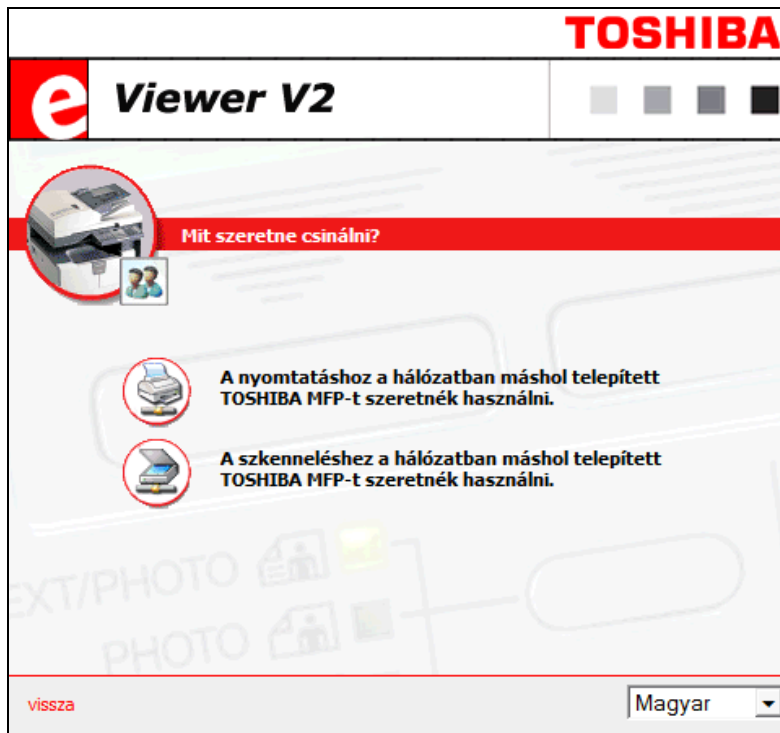 TOSHIBA
e Viewer V2
Mit szeretne csinálni?
A nyomtatáshoz a hálózatban máshol telepített
TOSHIBA MFP-t szeretnék használni.
A szkenneléshez a hálózatban máshol telepített
TOSHIBA MFP-t szeretnék használni.
EXT/PHOTO
PHOTO
vissza
Magyar